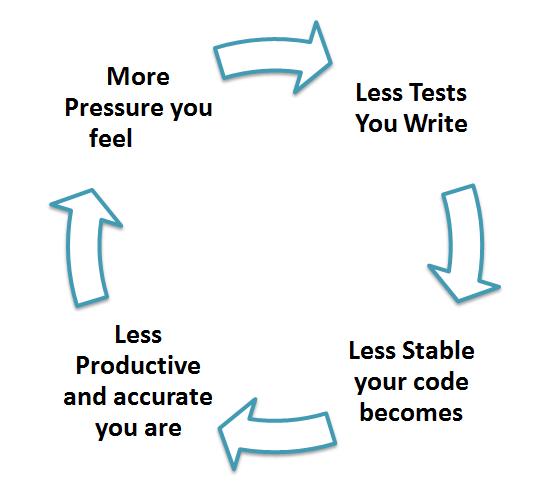 More
Pressure you
feel
Less Tests
You Write
Less Stable
your code
becomes
Less
Productive
and accurate
you are